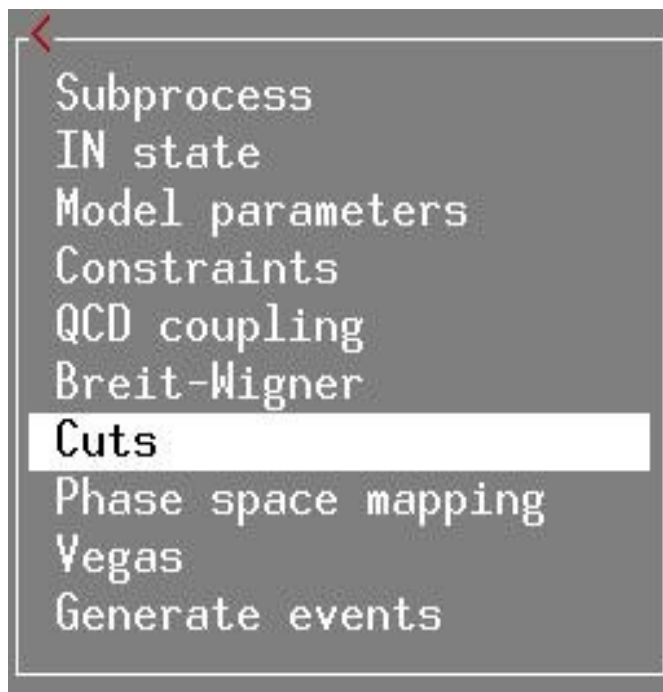 <
Subprocess
IN state
Model parameters
Constraints
QCD coupling
Breit-Wigner
Cuts
Phase space mapping
Vegas
Generate events